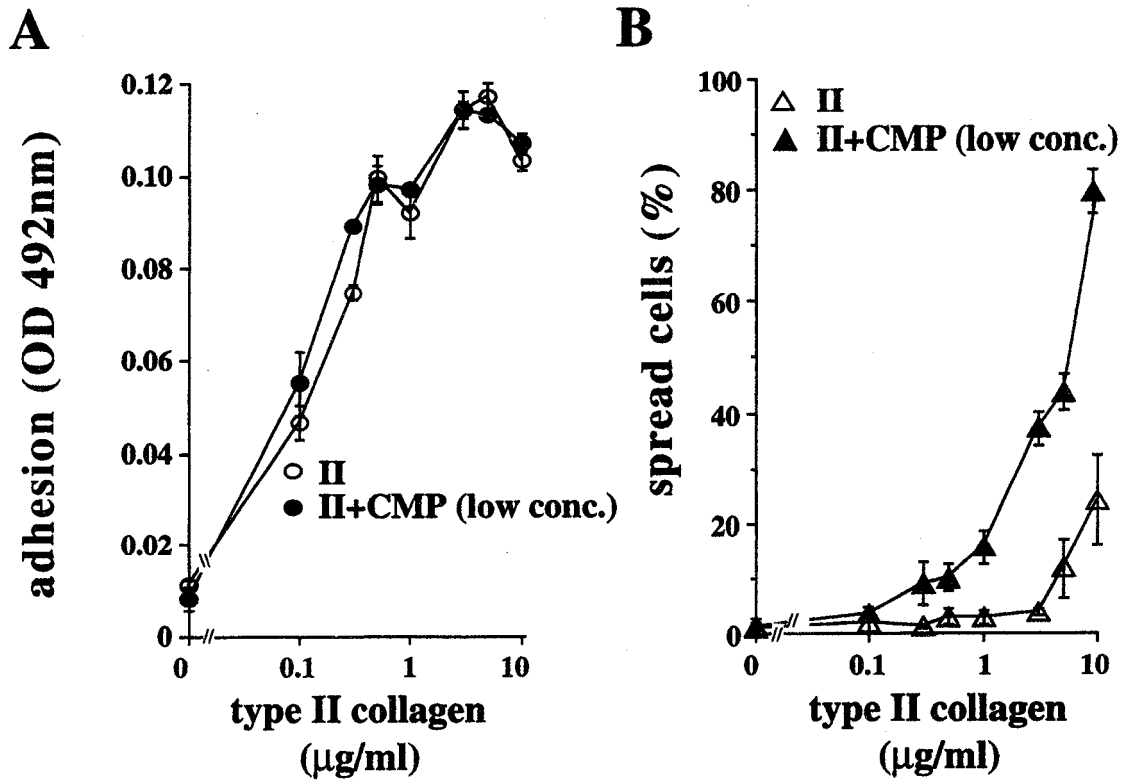 A
adhesion (OD 492nm)
0.12
0.10
0.08
0.06
0.04
0.02
0
II
II+CMP (low conc.)
0
0.1
1
10
type II collagen
(μg/ml)
B
spread cells (%)
100
80
60
40
20
0
II
II+CMP (low conc.)
0
0.1
1
10
type II collagen
(μg/ml)